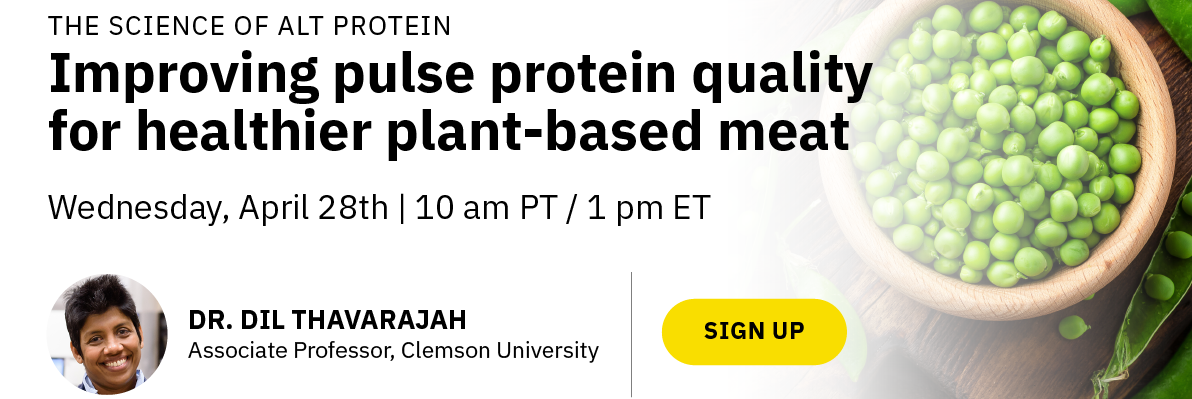 THE SCIENCE OF ALT PROTEIN
Improving pulse protein quality
for healthier plant-based meat
Wednesday, April 28th | 10 am PT / 1 pm ET
DR. DIL THAVARAJAH
Associate Professor, Clemson University
SIGN UP